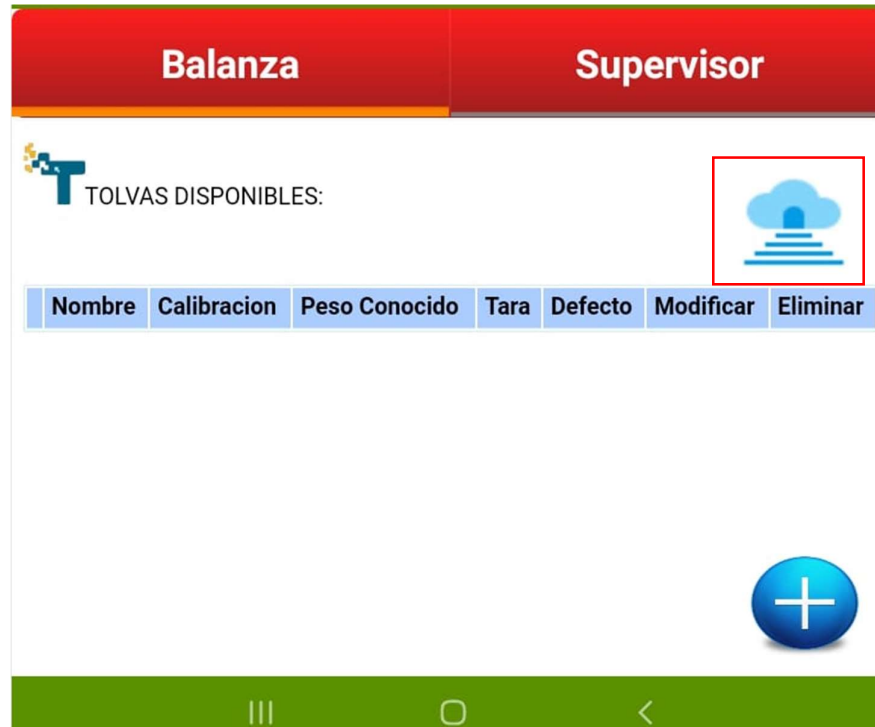 Balanza Supervisor
TOLVAS DISPONIBLES:
Nombre Calibracion Peso Conocido Tara Defecto Modificar Eliminar